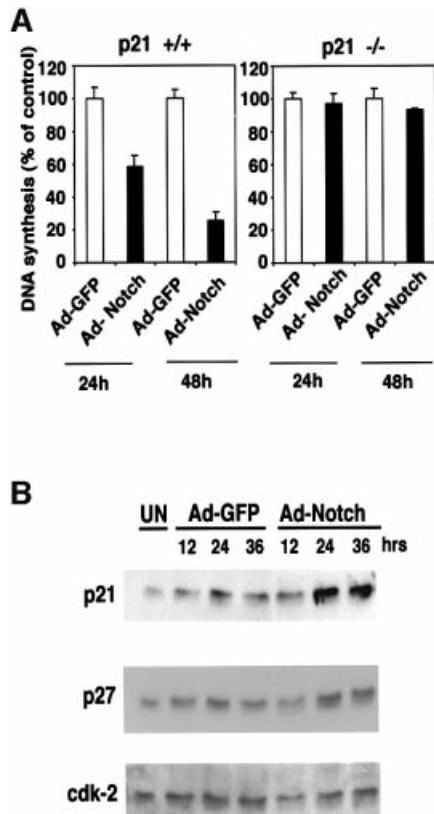 A
p21 +/+
p21 -/-
DNA synthesis (% of control)
120
100
80
60
40
20
0
120
100
80
60
40
20
0
Ad-GFP
Ad- Notch
Ad-GFP
Ad-Notch
Ad-GFP
Ad- Notch
Ad-GFP
Ad-Notch
24h
48h
24h
48h
B
UN
Ad-GFP
Ad-Notch
12 24 36 12 24 36 hrs
p21
p27
cdk-2